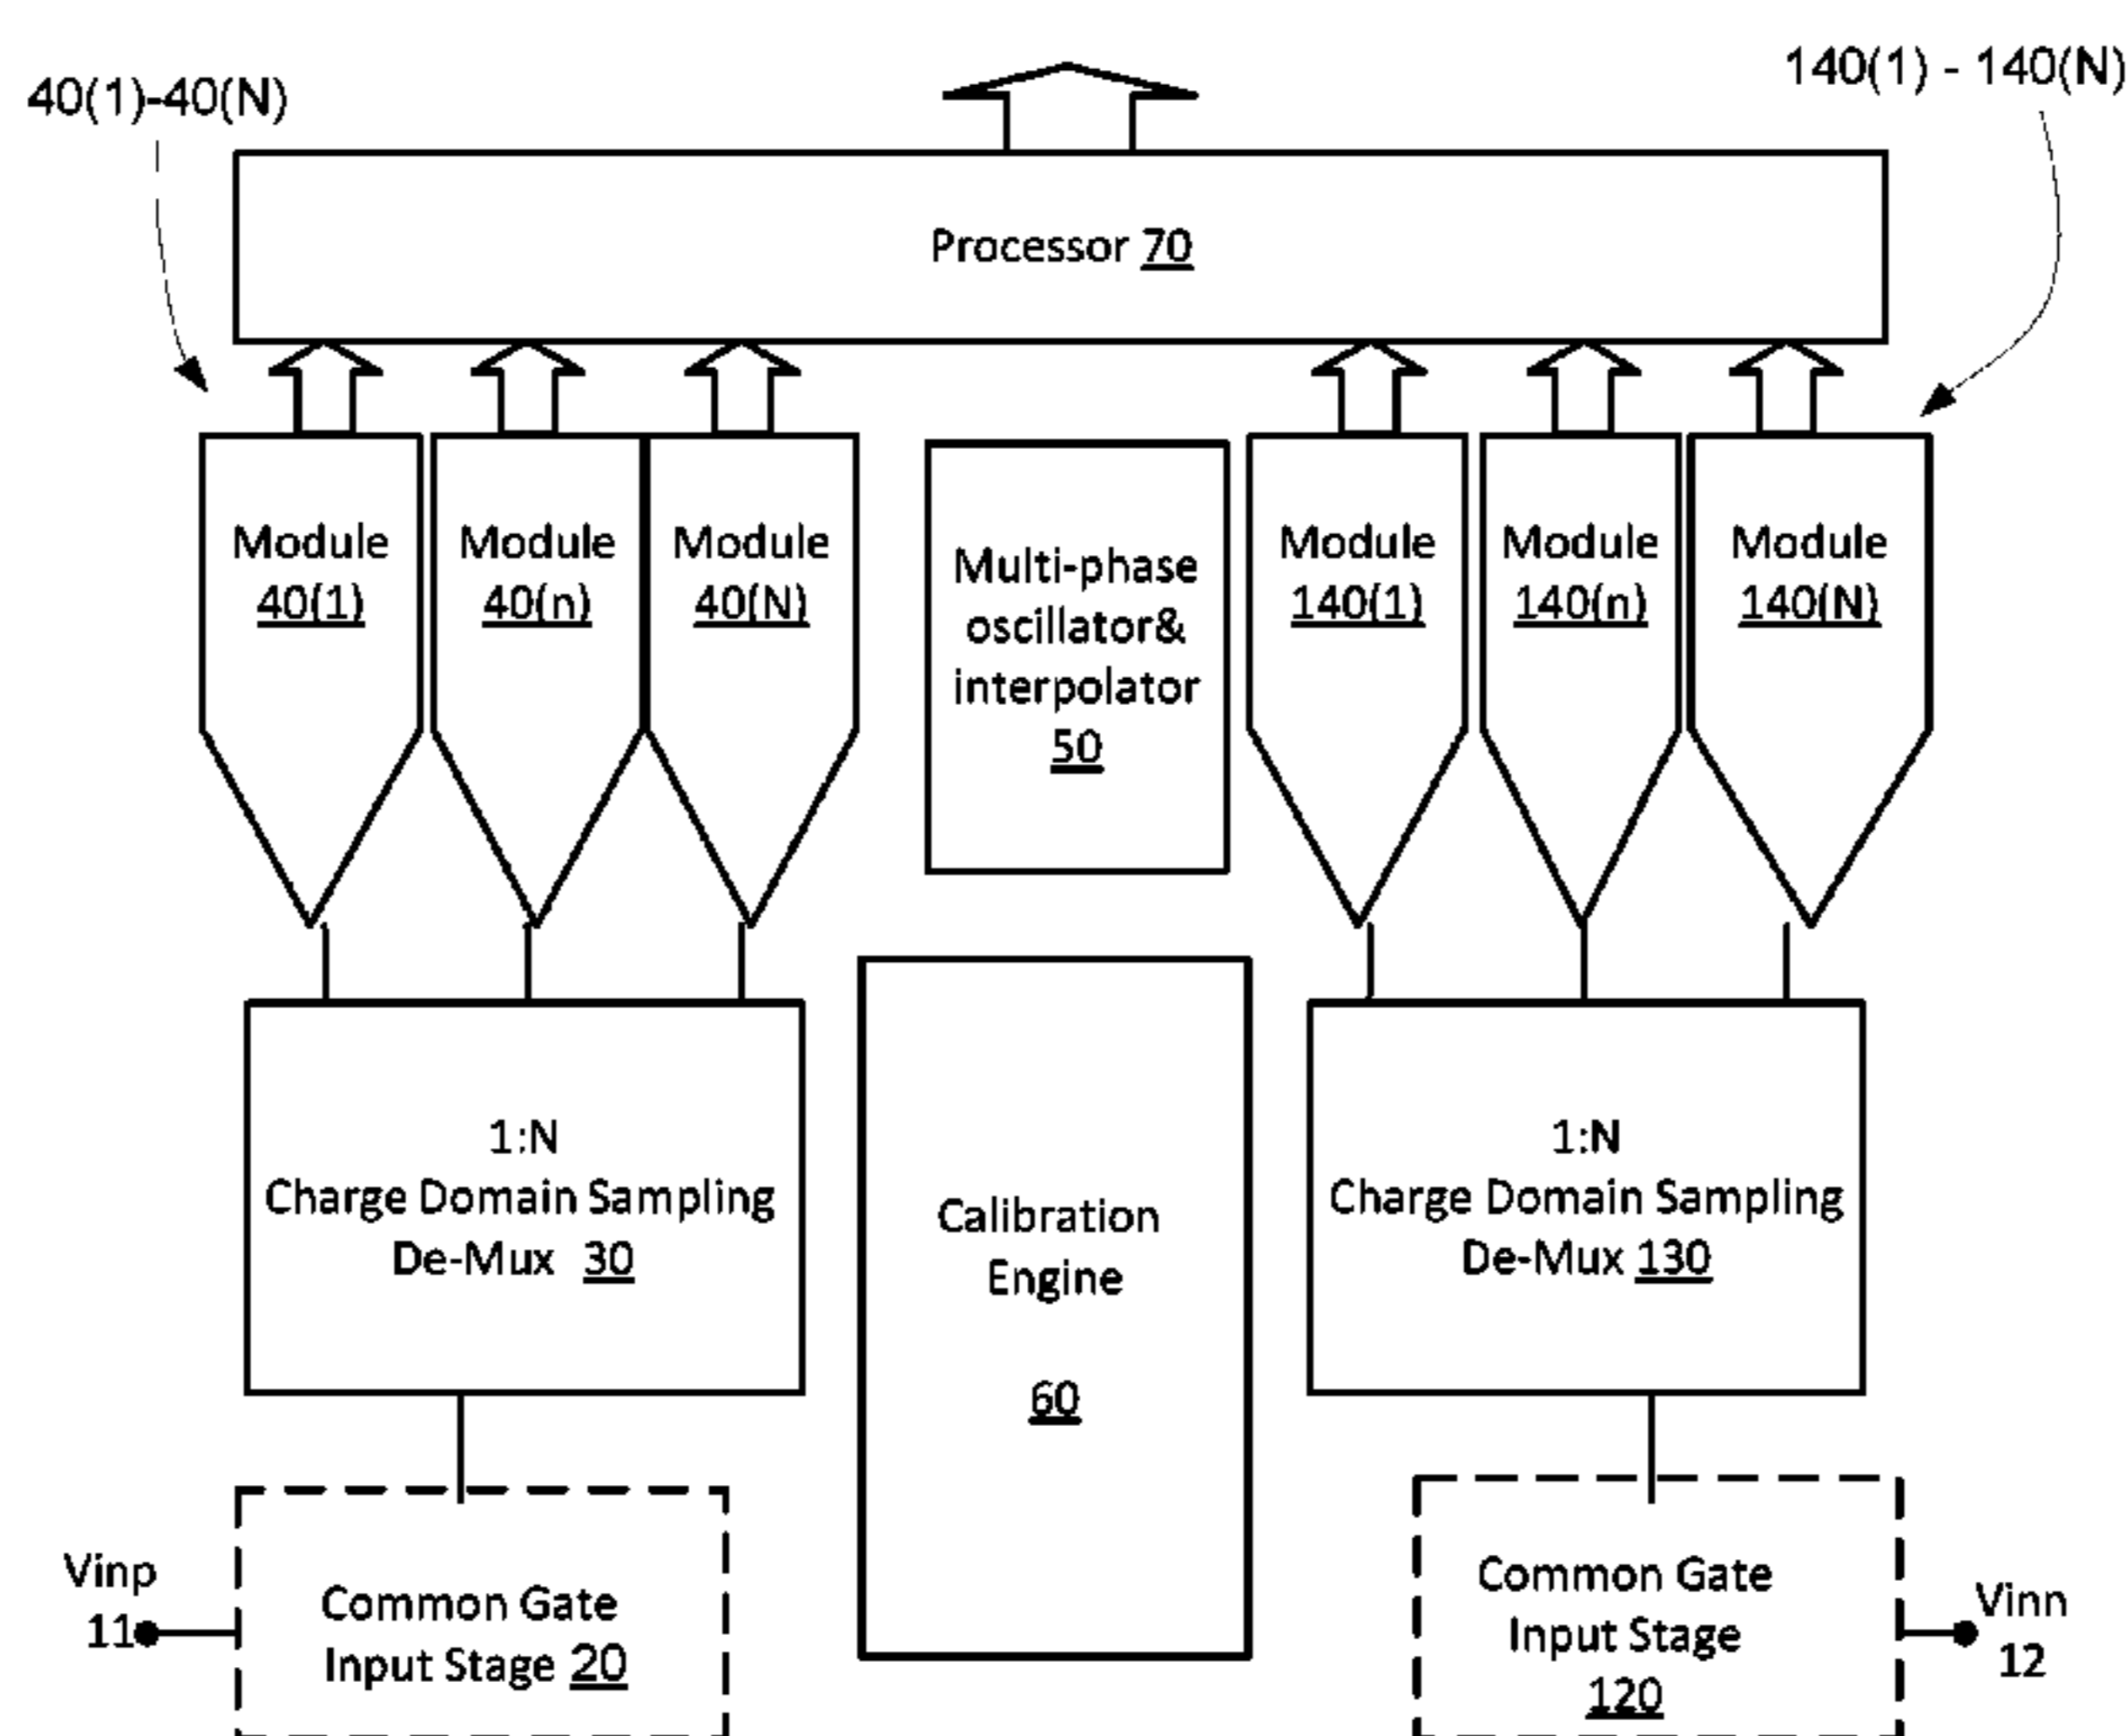 40(1)-40(N)
140(1) - 140(N)
Processor 70
Module
40(1)
Module
40(n)
Module
40(N)
Multi-phase
oscillator&
interpolator
50
Module
140(1)
Module
140(n)
Module
140(N)
1:N
Charge Domain Sampling
De-Mux 30
Calibration
Engine
60
1:N
Charge Domain Sampling
De-Mux 130
Vinp
11
Common Gate
Input Stage 20
Common Gate
Input Stage
120
Vinn
12